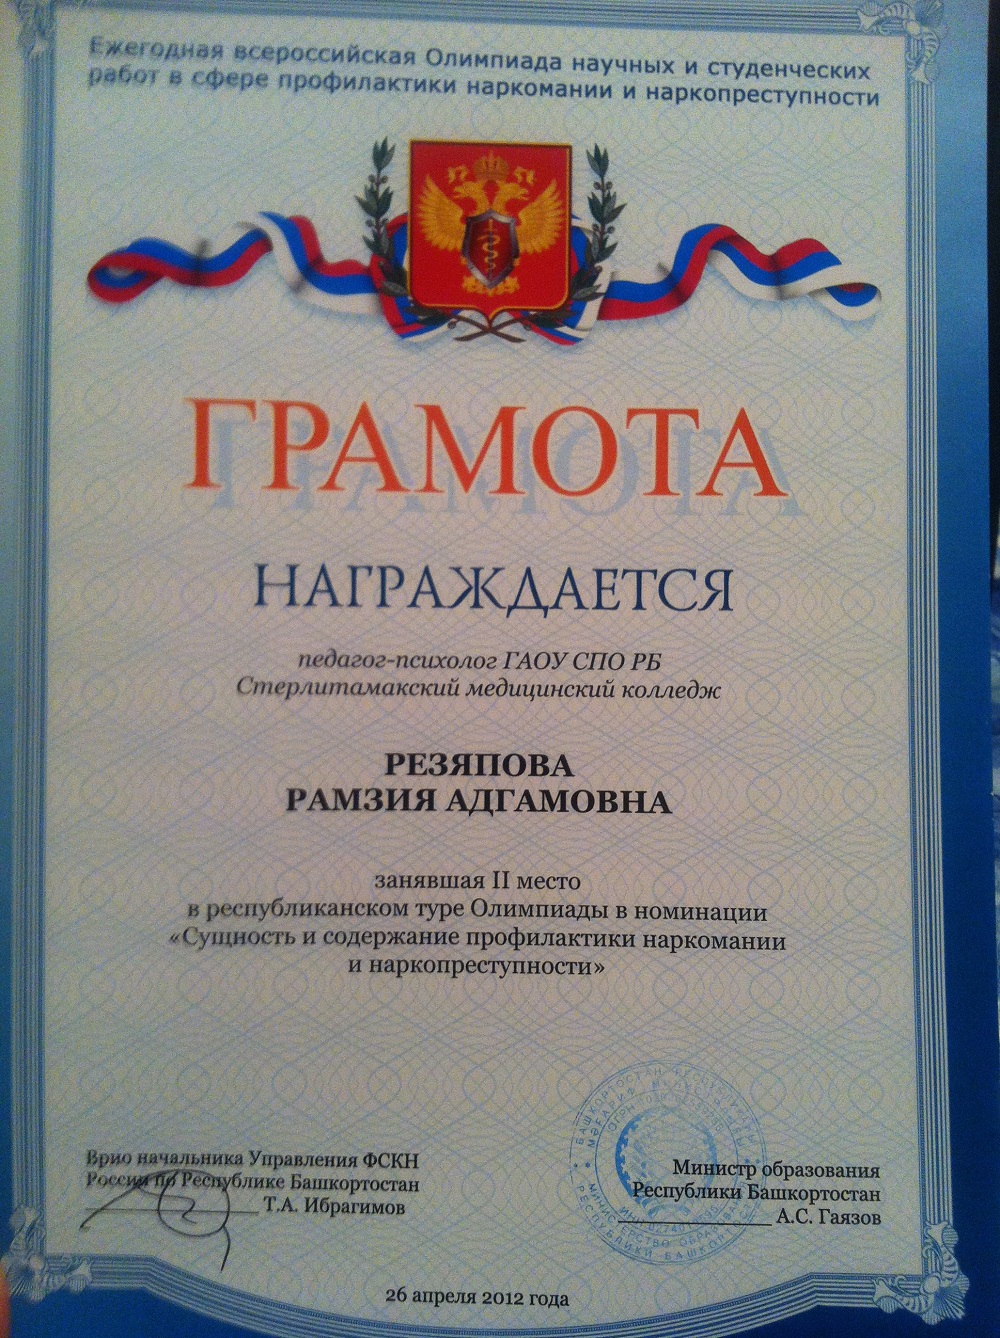 Ежегодная всероссийская Олимпиада научных и студенческих
работ в сфере профилактики наркомании и наркопреступности
ГРАМОТА
НАГРАЖДАЕТСЯ
педагог-психолог ГАОУ СПО РБ
Стерлитамакский медицинский колледж
РЕЗЯПОВА
РАМЗИЯ АДГАМОВНА
занявшая II место
в республиканском туре Олимпиады в номинации
«Сущность и содержание профилактики наркомании
и наркопреступности»
Врио начальника Управления ФСКН
России по Республике Башкортостан
Т.А. Ибрагимов
Министр образования
Республики Башкортостан
А.С. Гаязов
26 апреля 2012 года